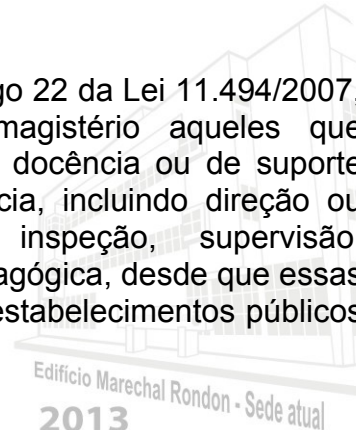 go 22 da Lei 11.494/2007,
magistério aqueles que
docência ou de suporte
cia, incluindo direção ou
inspeção, supervisão,
agógica, desde que essas
estabelecimentos públicos
Edifício Marechal Rondon - Sede atual
2013